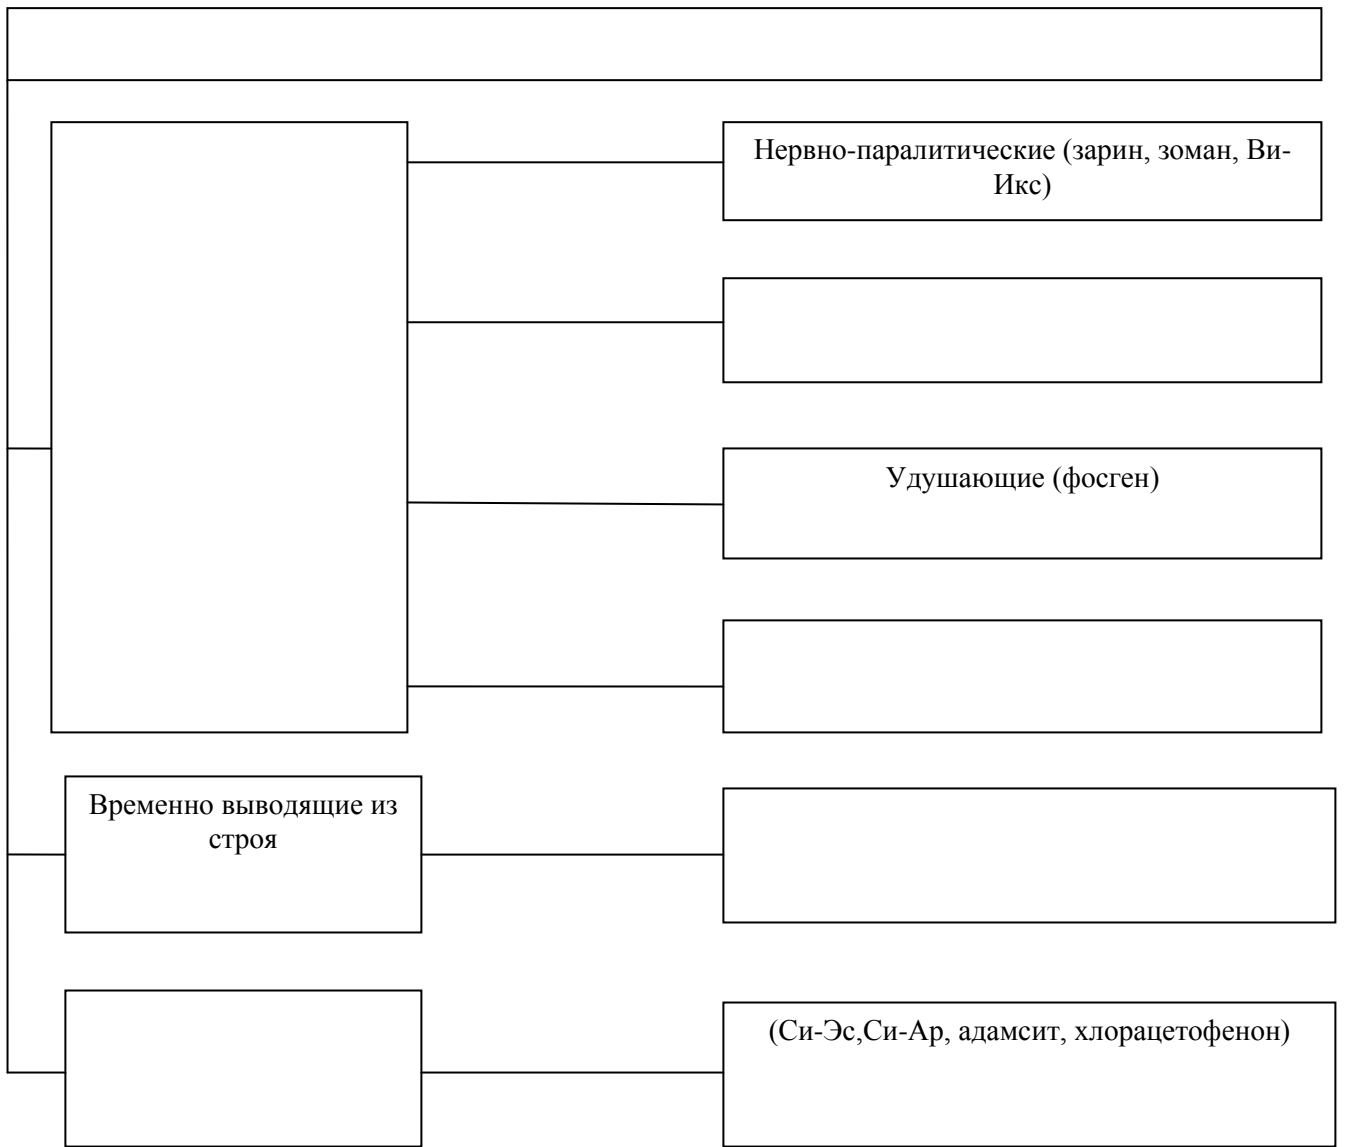 Нервно-паралитические (зарин, зоман, Ви-
Икс)
Удушающие (фосген)
Временно выводящие из
строя
(Си-Эс,Си-Ар, адамсит, хлорацетофенон)